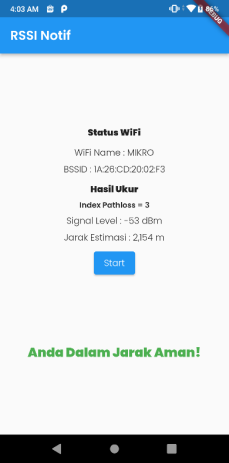 4:03 AM
86%
DEBUG
RSSI Notif
Status WiFi
WiFi Name : MIKRO
BSSID : 1A:26:CD:20:02:F3
Hasil Ukur
Index Pathloss = 3
Signal Level : -53 dBm
Jarak Estimasi : 2,154 m
Start
Anda Dalam Jarak Aman!